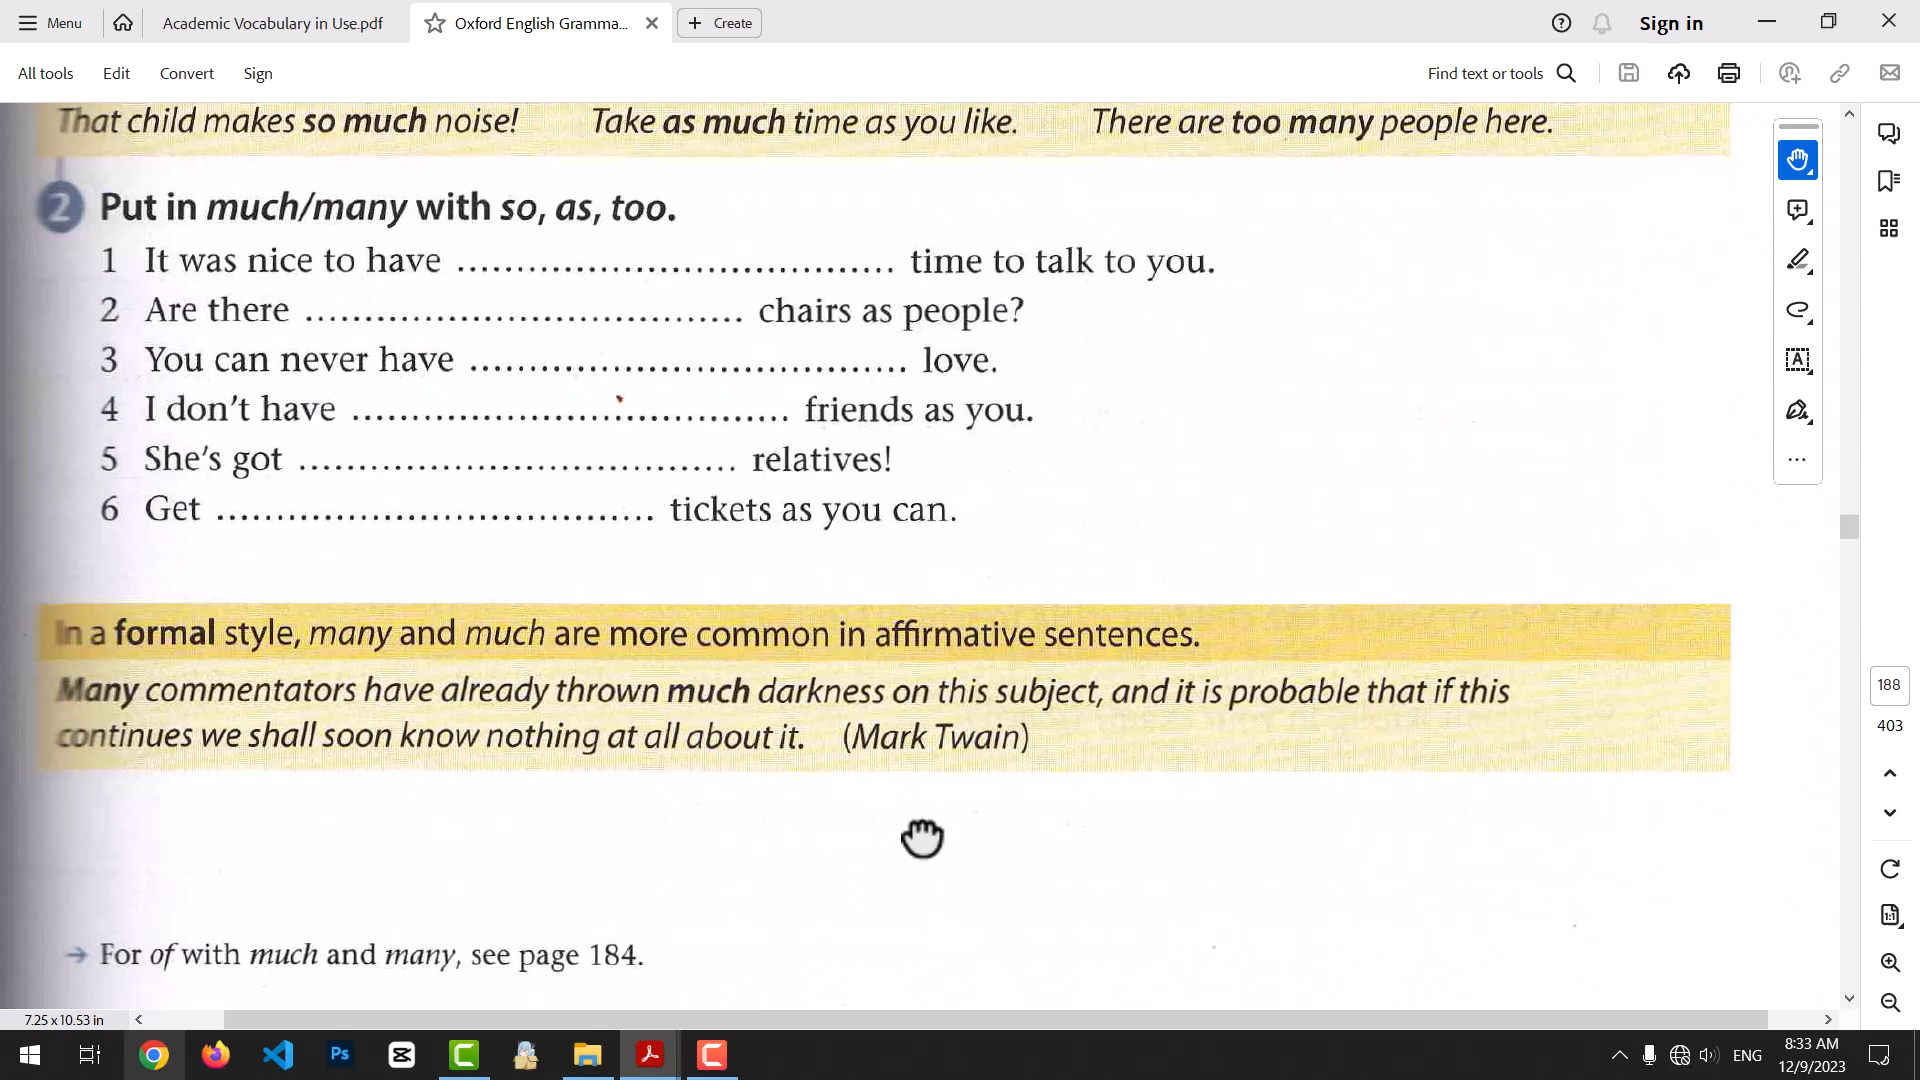 Menu
Academic Vocabulary in Use.pdf
Oxford English Gramma...
Create
Sign in
All tools
Edit
Convert
Sign
Find text or tools
That child makes so much noise! Take as much time as you like. There are too many people here.
2 Put in much/many with so, as, too.
1 It was nice to have .................................... time to talk to you.
2 Are there .................................... chairs as people?
3 You can never have .................................... love.
4 I don't have .................................... friends as you.
5 She's got .................................... relatives!
6 Get .................................... tickets as you can.
In a formal style, many and much are more common in affirmative sentences.
Many commentators have already thrown much darkness on this subject, and it is probable that if this
continues we shall soon know nothing at all about it. (Mark Twain)
→ For of with much and many, see page 184.
188
403
7.25 x 10.53 in
Ps
ENG
8:33 AM
12/9/2023